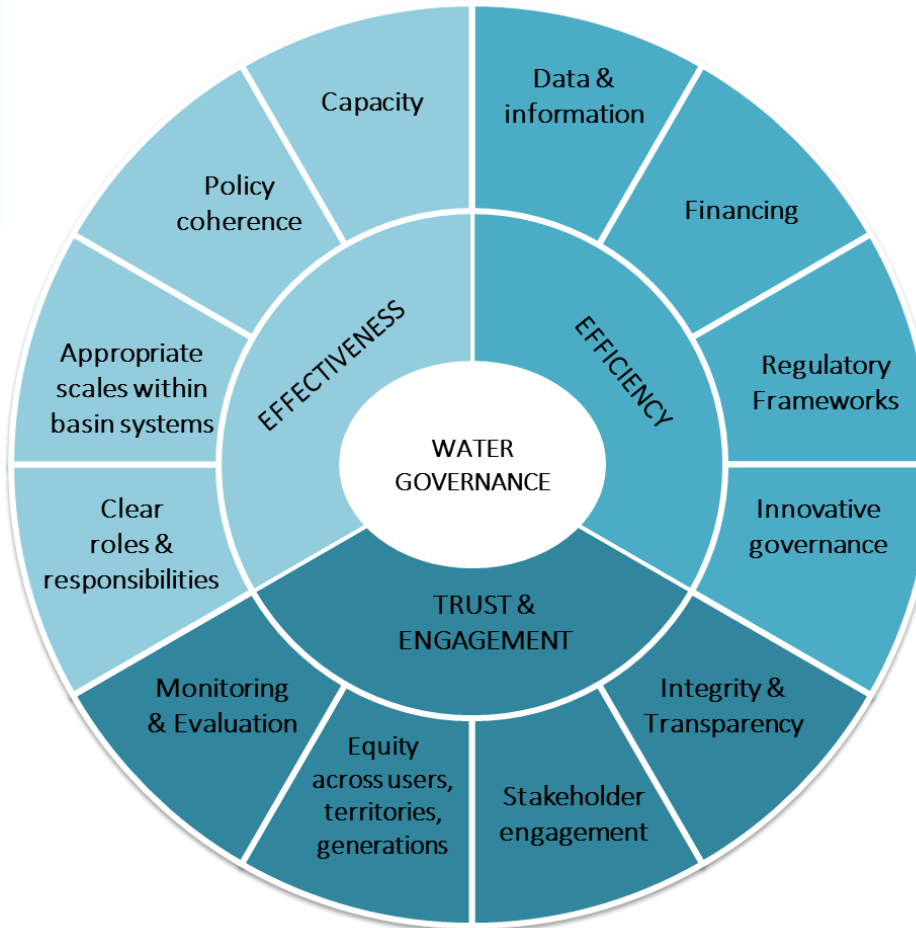 Capacity
Data &
information
Policy
coherence
Financing
EFFECTIVENESS
EFFICIENCY
Appropriate
scales within
basin systems
Regulatory
Frameworks
WATER
GOVERNANCE
Clear
roles &
responsibilities
Innovative
governance
TRUST &
ENGAGEMENT
Monitoring
& Evaluation
Integrity &
Transparency
Equity
across users,
territories,
generations
Stakeholder
engagement